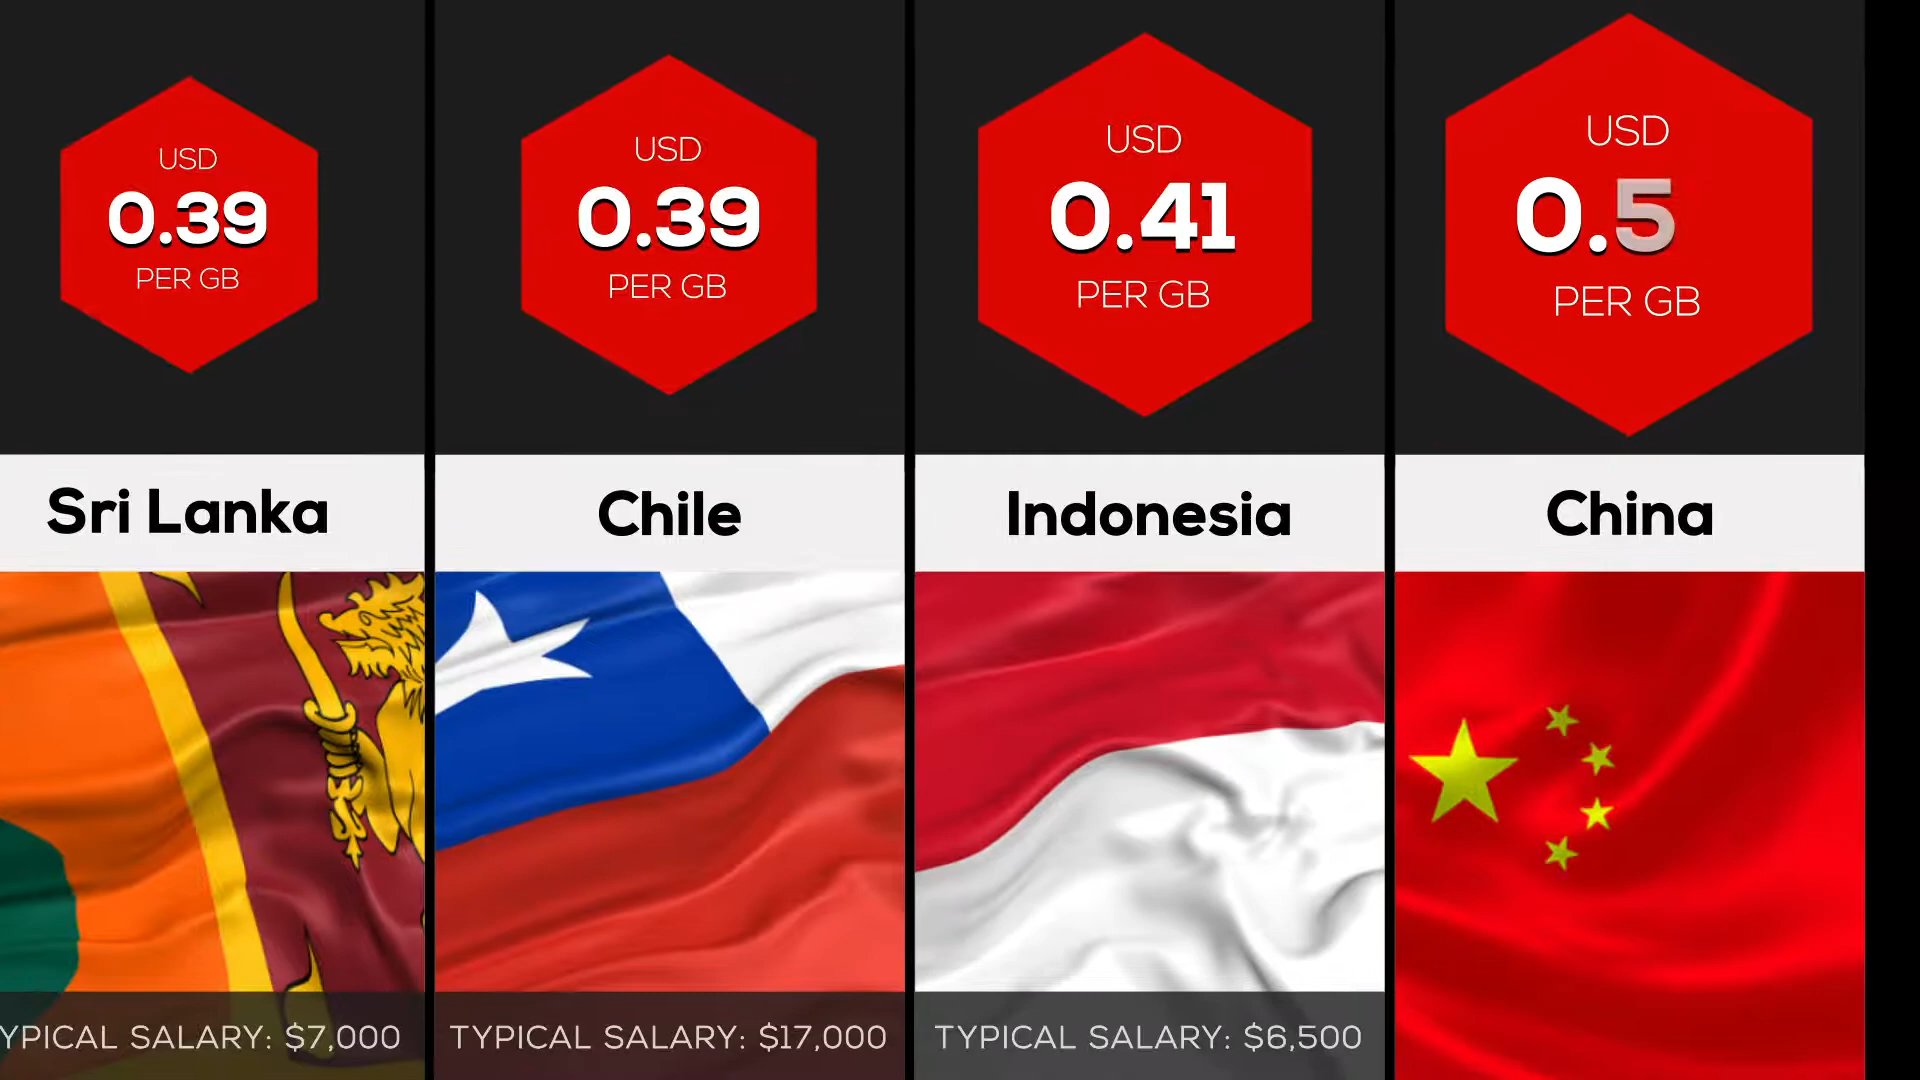 USD
0.39
PER GB
Sri Lanka
YPICAL SALARY: $7,000
USD
0.39
PER GB
Chile
TYPICAL SALARY: $17,000
USD
0.41
PER GB
Indonesia
TYPICAL SALARY: $6,500
USD
0.5
PER GB
China